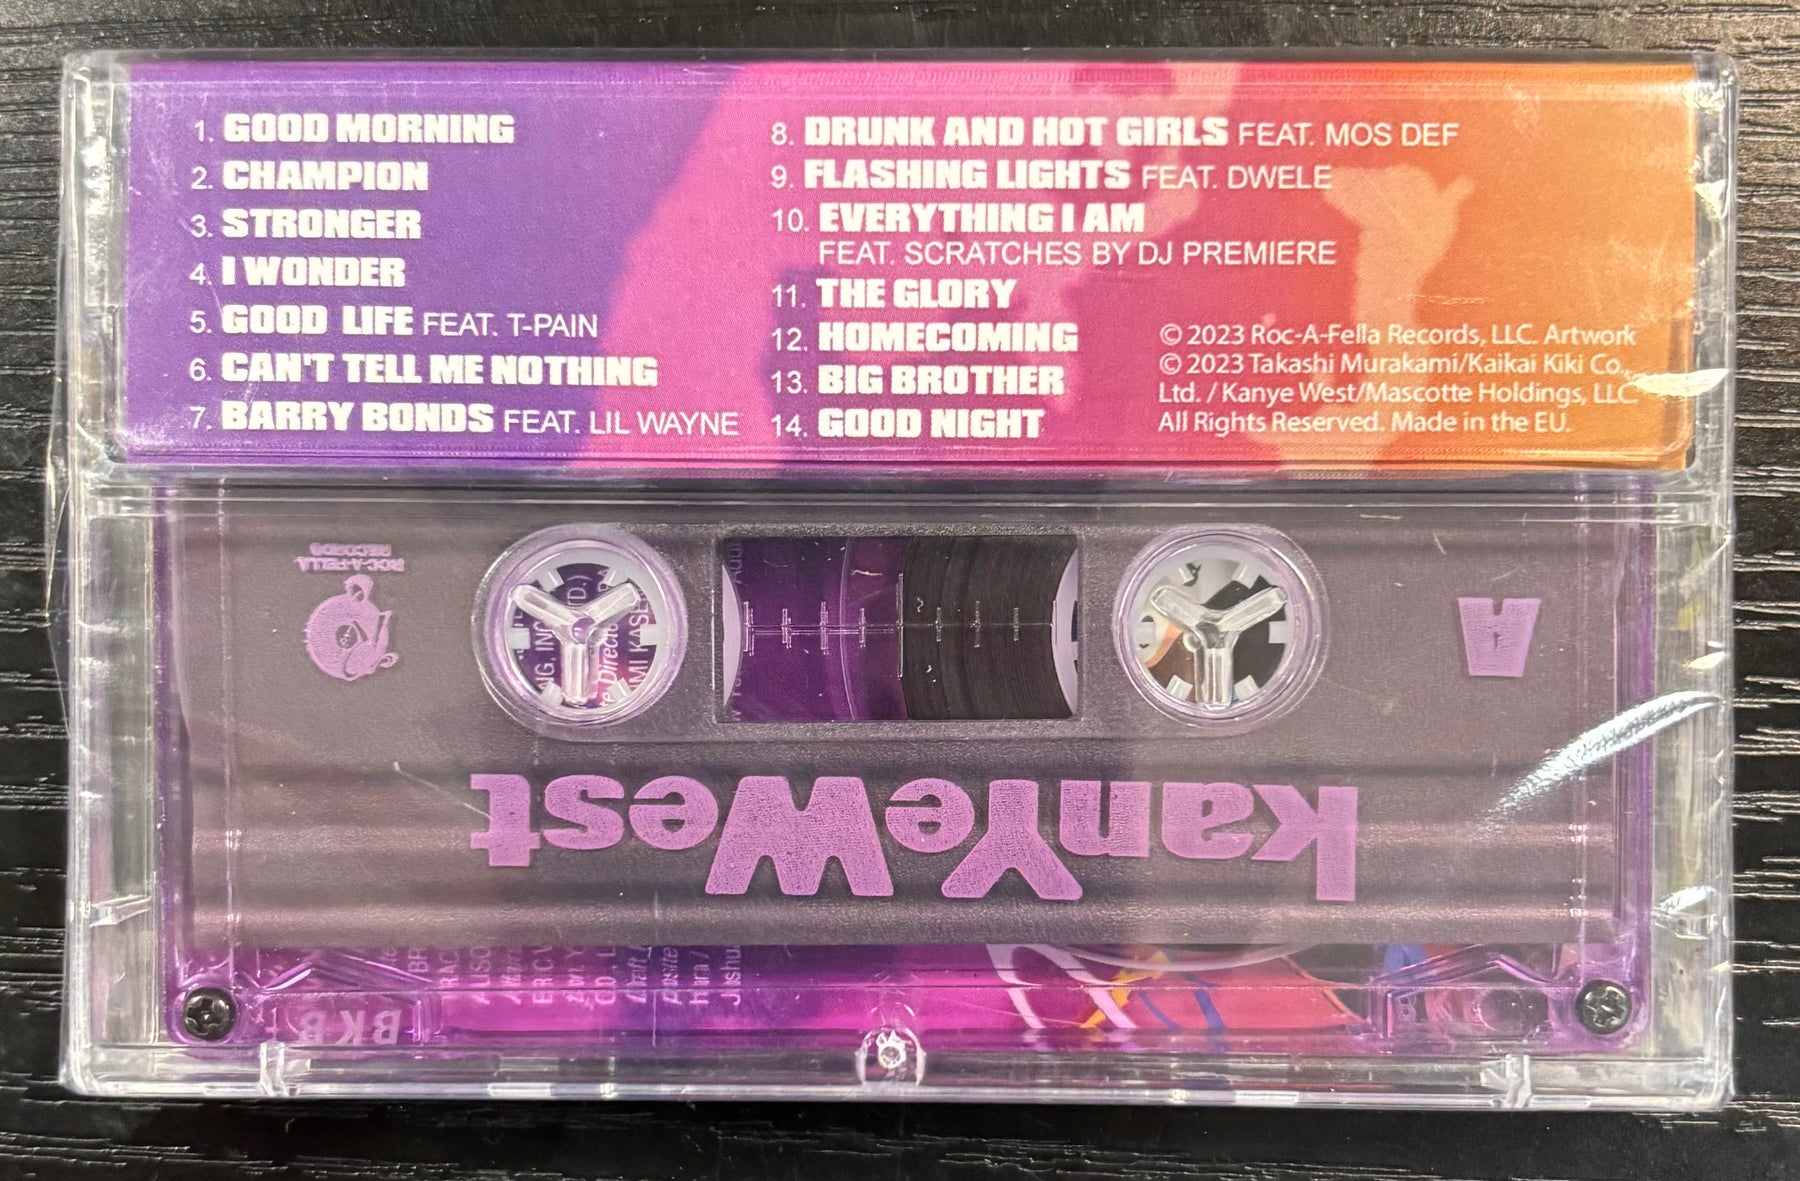 1. GOOD MORNING
2. CHAMPION
3. STRONGER
4. I WONDER
5. GOOD LIFE FEAT. T-PAIN
6. CAN'T TELL ME NOTHING
7. BARRY BONDS FEAT. LIL WAYNE
8. DRUNK AND HOT GIRLS FEAT. MOS DEF
9. FLASHING LIGHTS FEAT. DWELE
10. EVERYTHING I AM
FEAT. SCRATCHES BY DJ PREMIERE
11. THE GLORY
12. HOMECOMING
13. BIG BROTHER
14. GOOD NIGHT
© 2023 Roc-A-Fella Records, LLC. Artwork
© 2023 Takashi Murakami/Kaikai Kiki Co.,
Ltd. / Kanye West/Mascotte Holdings, LLC.
All Rights Reserved. Made in the EU.
ROC-A-FELLA
RECORDS
A
kanYeWest
BKB